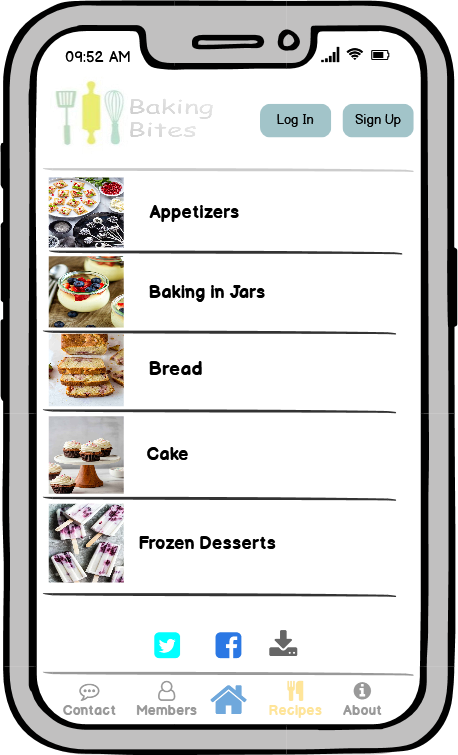 09:52 AM
Baking
Bites
Log In
Sign Up
Appetizers
Baking in Jars
Bread
Cake
Frozen Desserts
Contact
Members
Recipes
About